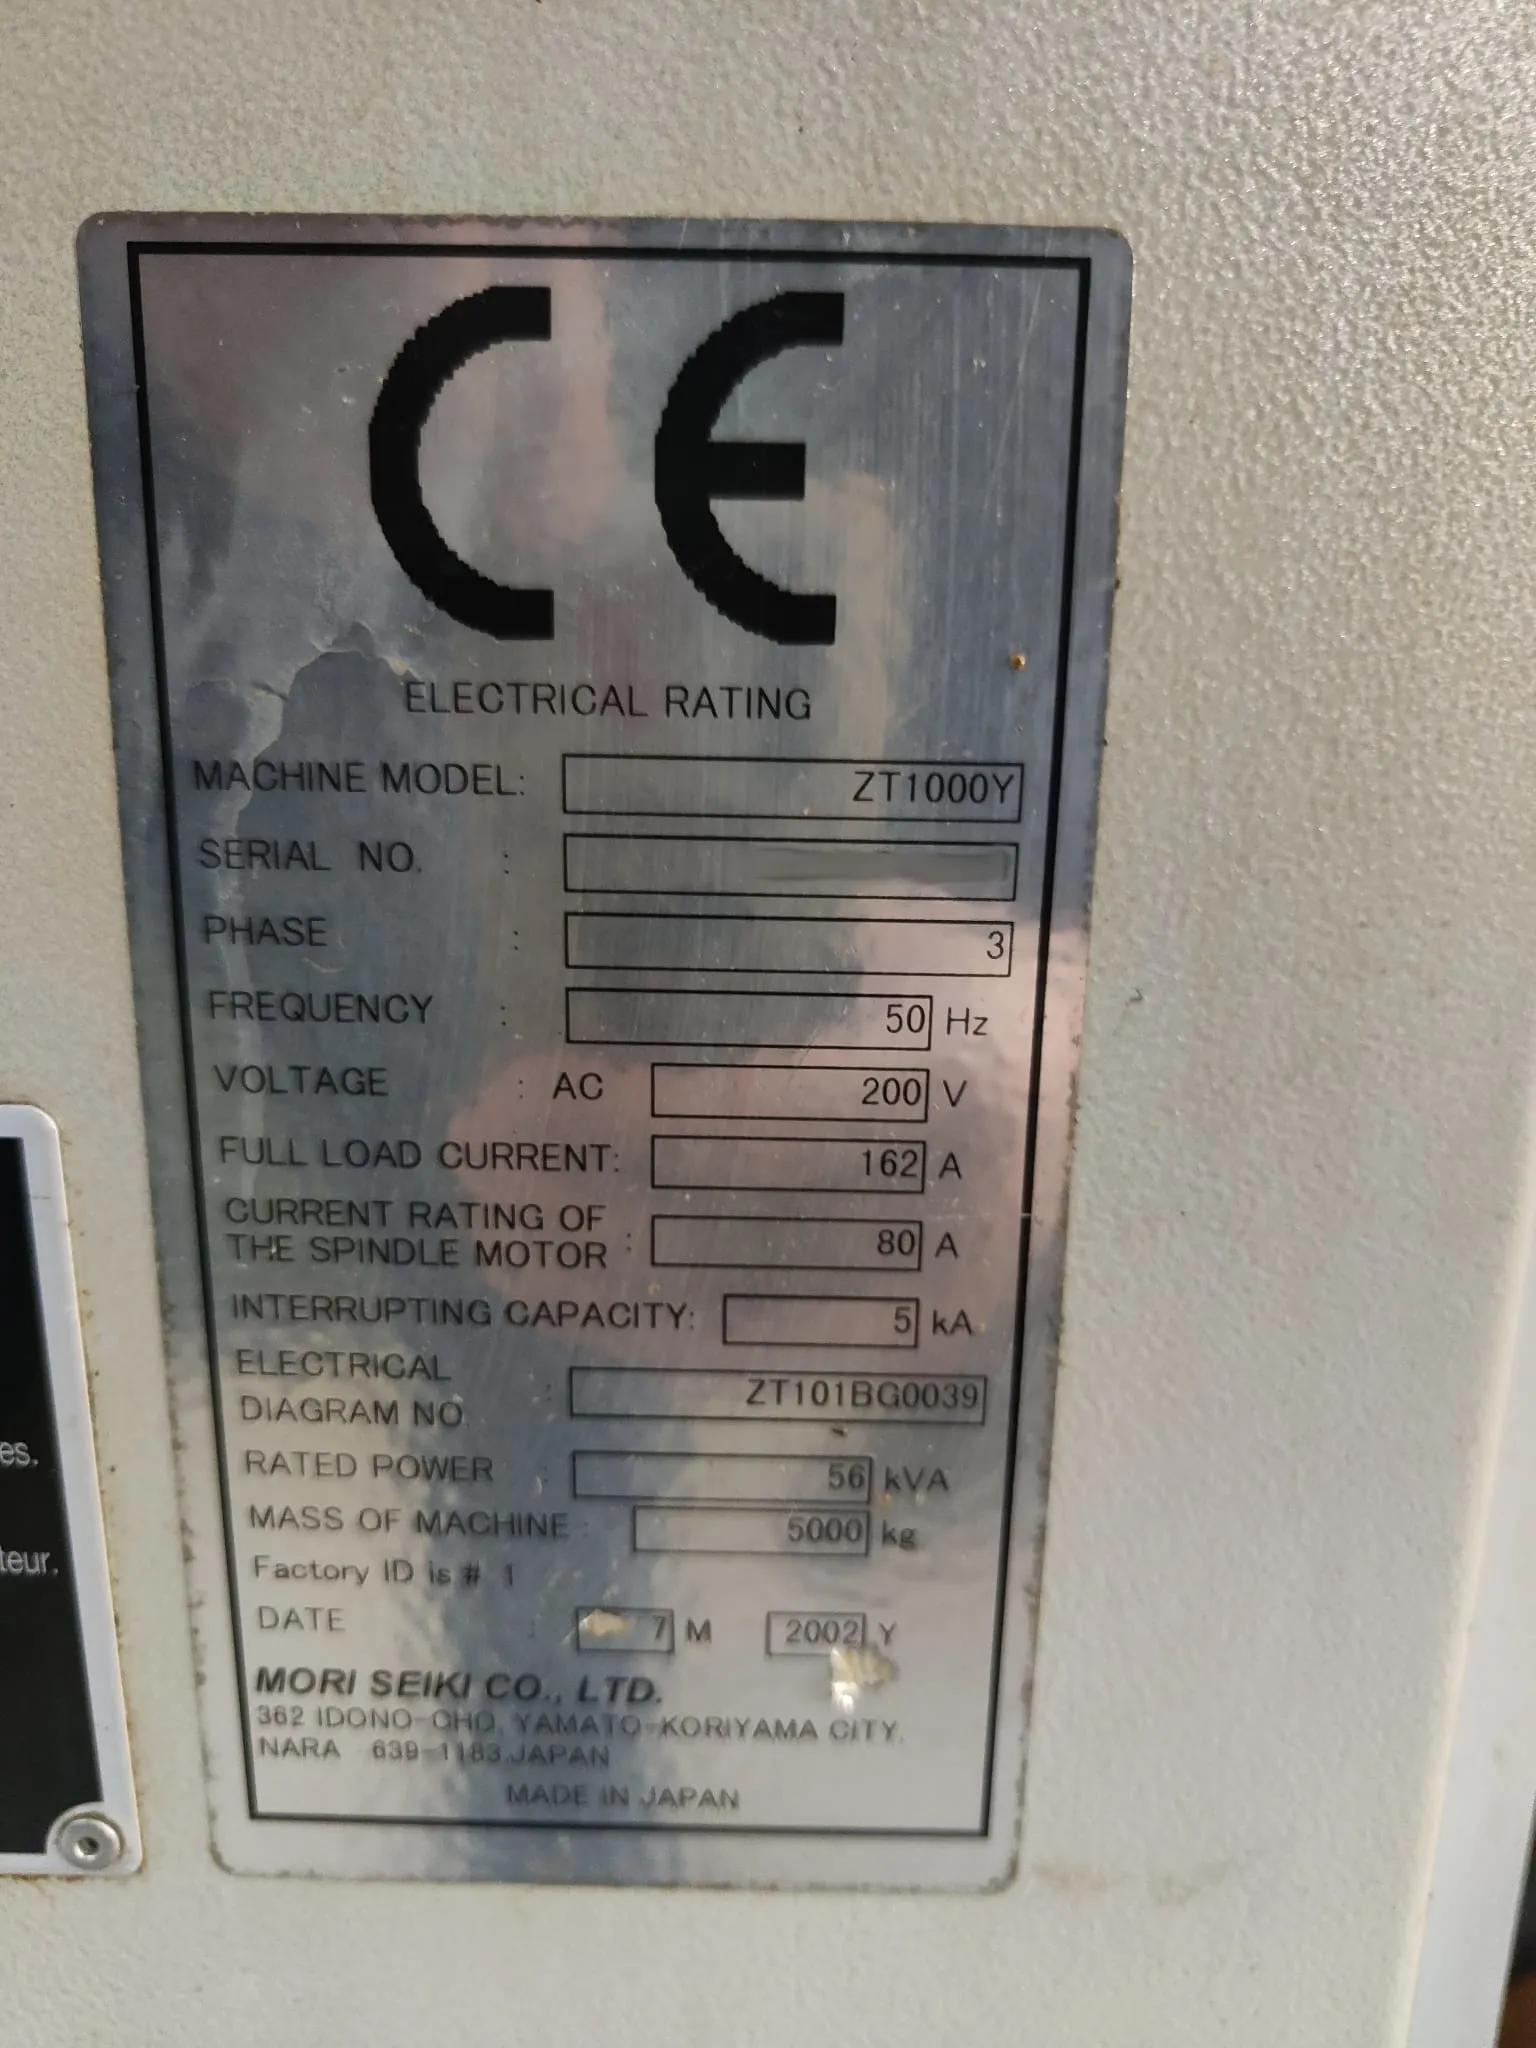 CE
ELECTRICAL RATING
MACHINE MODEL: ZT1000Y
SERIAL NO. :
PHASE : 3
FREQUENCY : 50 Hz
VOLTAGE : AC 200 V
FULL LOAD CURRENT: 162 A
CURRENT RATING OF
THE SPINDLE MOTOR : 80 A
INTERRUPTING CAPACITY: 5 kA
ELECTRICAL
DIAGRAM NO. : ZT101BG0039
RATED POWER : 56 kVA
MASS OF MACHINE : 5000 kg
Factory ID is # 1
DATE : 7 M 2002 Y
MORI SEIKI CO., LTD.
362 IDONO-CHO, YAMATO-KORIYAMA CITY,
NARA 639-1183,JAPAN
MADE IN JAPAN
es,
teur.